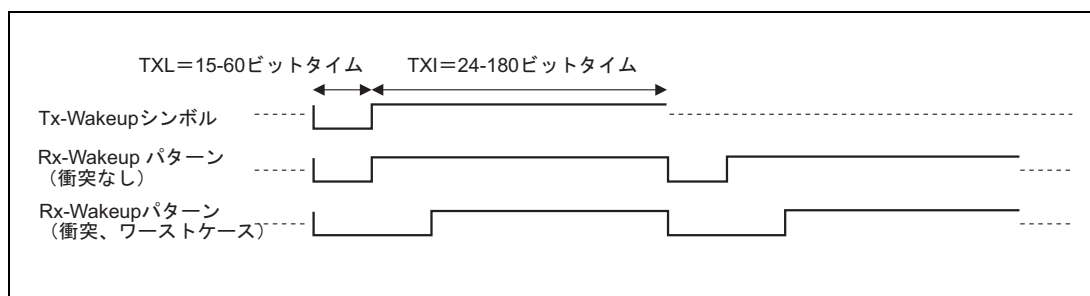 TXL=15-60ビットタイム TXI=24-180ビットタイム
Tx-Wakeupシンボル
Rx-Wakeup パターン
（衝突なし）
Rx-Wakeupパターン
（衝突、ワーストケース）